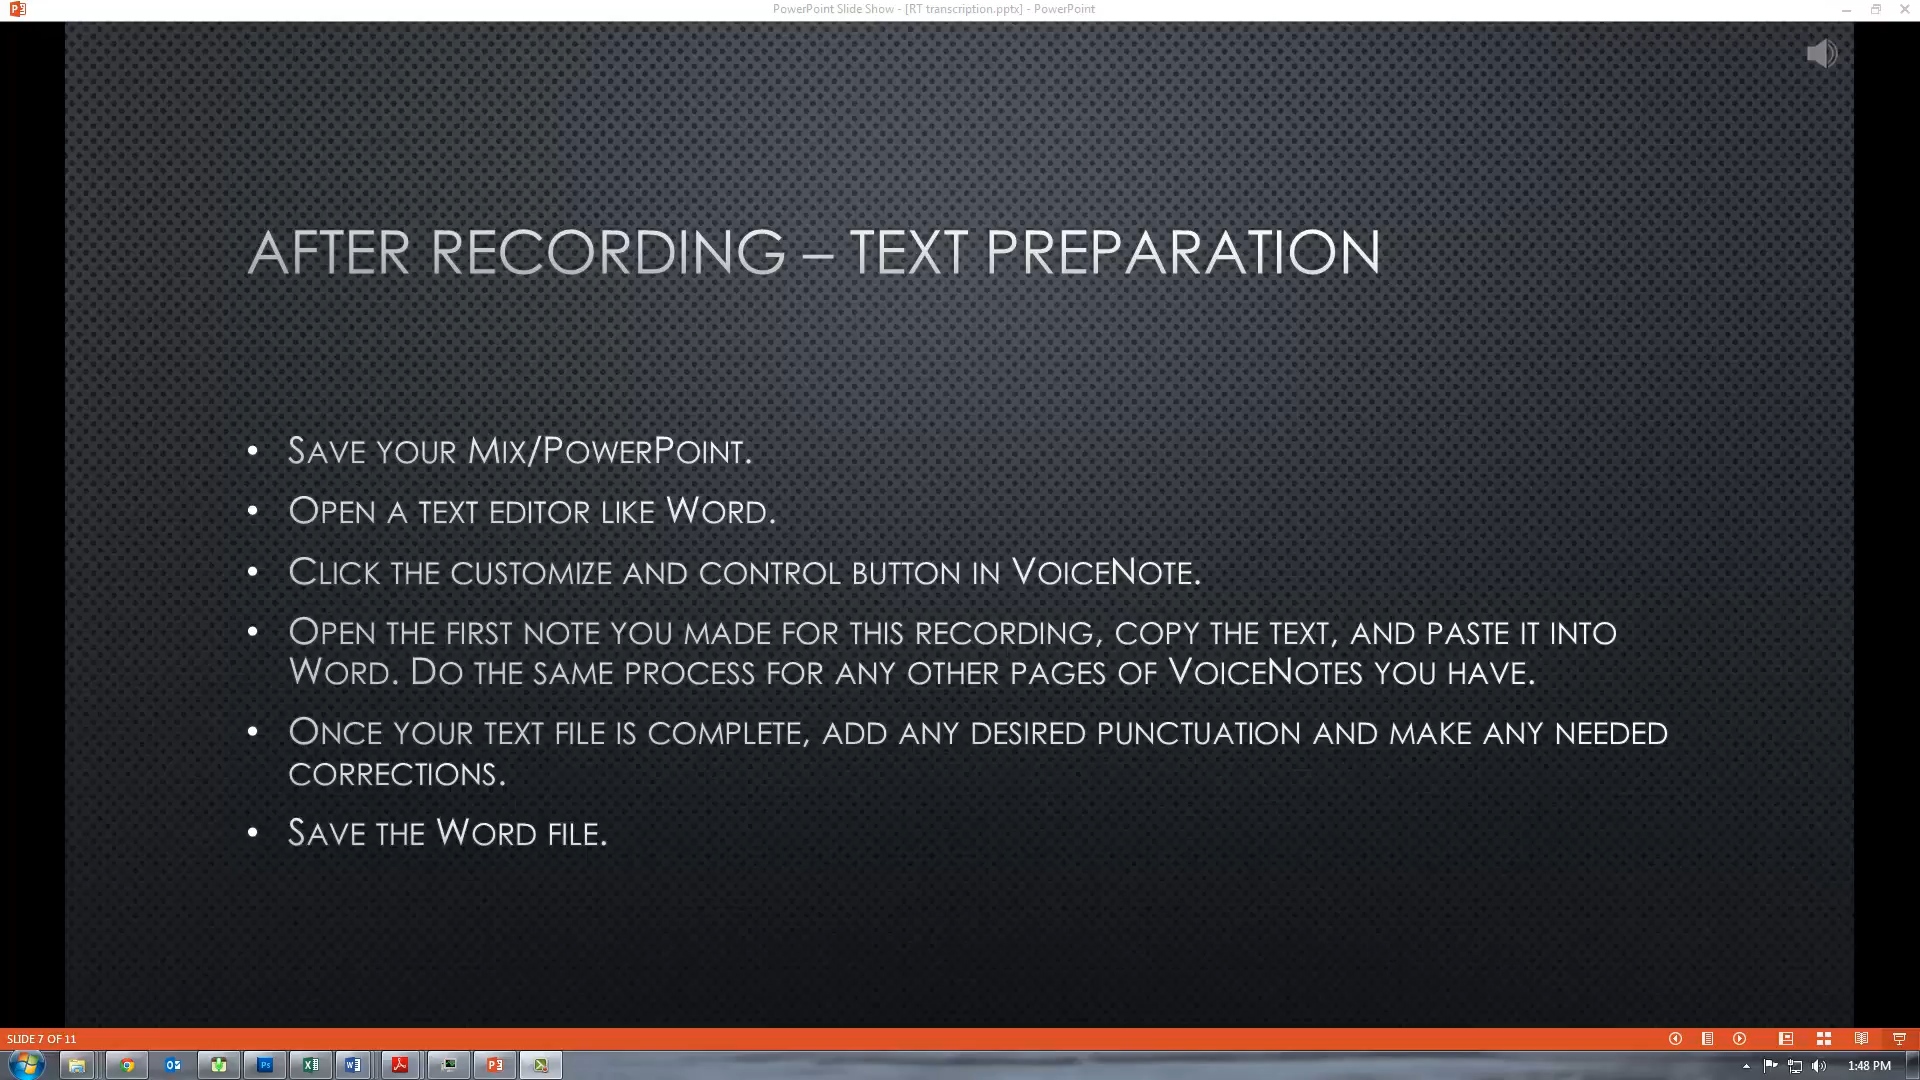 PowerPoint Slide Show - [RT transcription.pptx] - PowerPoint
AFTER RECORDING – TEXT PREPARATION
• SAVE YOUR MIX/POWERPOINT.
• OPEN A TEXT EDITOR LIKE WORD.
• CLICK THE CUSTOMIZE AND CONTROL BUTTON IN VOICENOTE.
• OPEN THE FIRST NOTE YOU MADE FOR THIS RECORDING, COPY THE TEXT, AND PASTE IT INTO
WORD. DO THE SAME PROCESS FOR ANY OTHER PAGES OF VOICENOTES YOU HAVE.
• ONCE YOUR TEXT FILE IS COMPLETE, ADD ANY DESIRED PUNCTUATION AND MAKE ANY NEEDED
CORRECTIONS.
• SAVE THE WORD FILE.
SLIDE 7 OF 11
1:48 PM